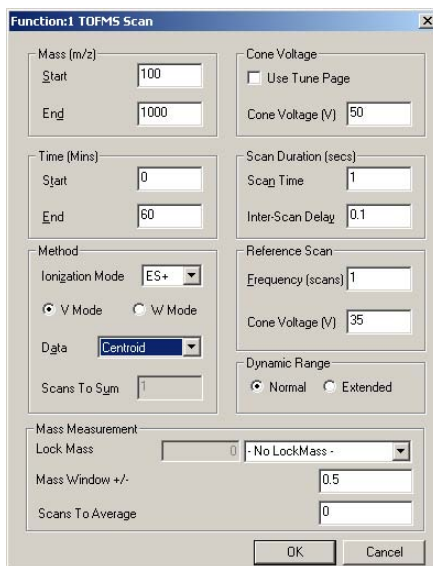 Function:1 TOFMS Scan
Mass (m/z)
Start 100
End 1000
Cone Voltage
Use Tune Page
Cone Voltage (V) 50
Time (Mins)
Start 0
End 60
Scan Duration (secs)
Scan Time 1
Inter-Scan Delay 0.1
Method
Ionization Mode ES+
V Mode W Mode
Data Centroid
Scans To Sum 1
Reference Scan
Frequency (scans) 1
Cone Voltage (V) 35
Dynamic Range
Normal Extended
Mass Measurement
Lock Mass 0 - No LockMass -
Mass Window +/- 0.5
Scans To Average 0
OK Cancel